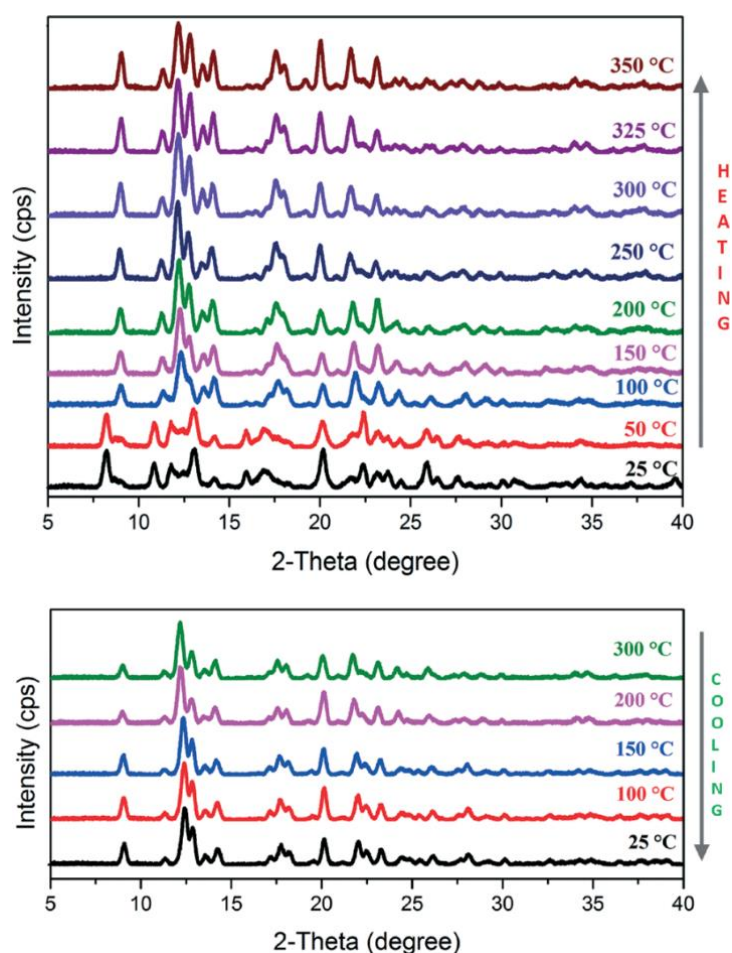 Intensity (cps)
350 °C
325 °C
300 °C
250 °C
200 °C
150 °C
100 °C
50 °C
25 °C
HEATING
5 10 15 20 25 30 35 40
2-Theta (degree)
Intensity (cps)
300 °C
200 °C
150 °C
100 °C
25 °C
COOLING
5 10 15 20 25 30 35 40
2-Theta (degree)